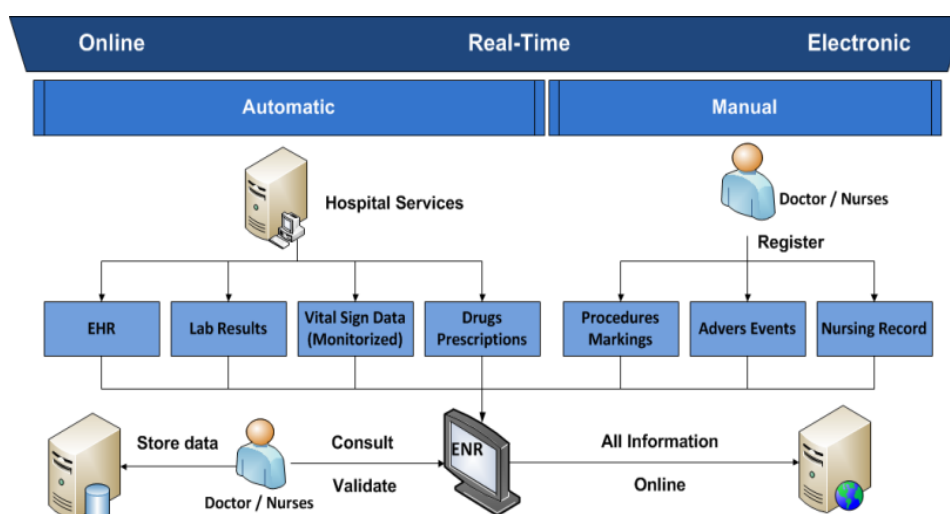 Online Real-Time Electronic
Automatic Manual
Hospital Services
Doctor / Nurses
Register
EHR
Lab Results
Vital Sign Data
(Monitorized)
Drugs
Prescriptions
Procedures
Markings
Advers Events
Nursing Record
Store data
Doctor / Nurses
Consult
Validate
ENR
All Information
Online